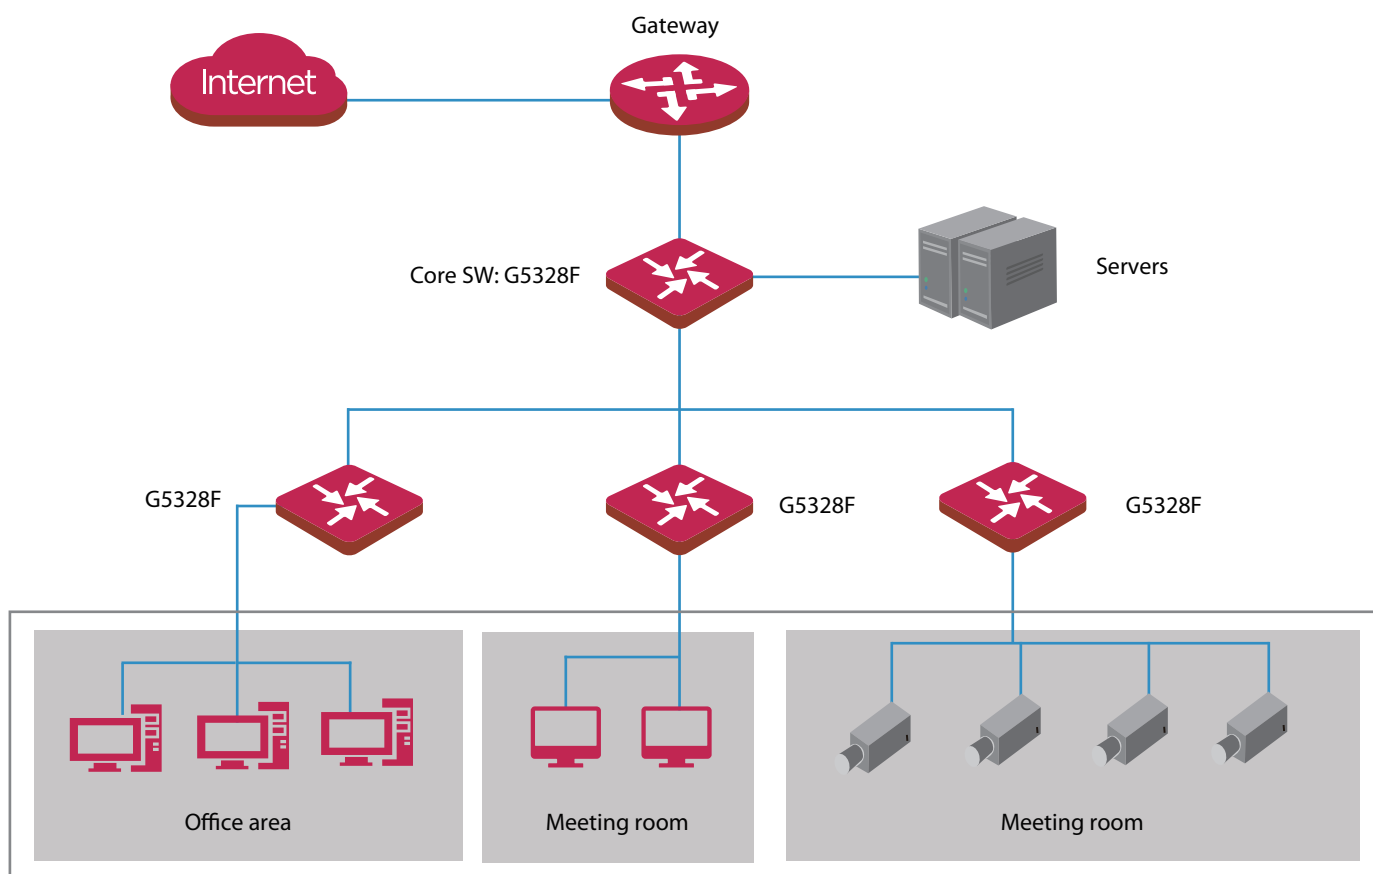 Gateway
Internet
Core SW: G5328F
Servers
G5328F
G5328F
G5328F
Office area
Meeting room
Meeting room